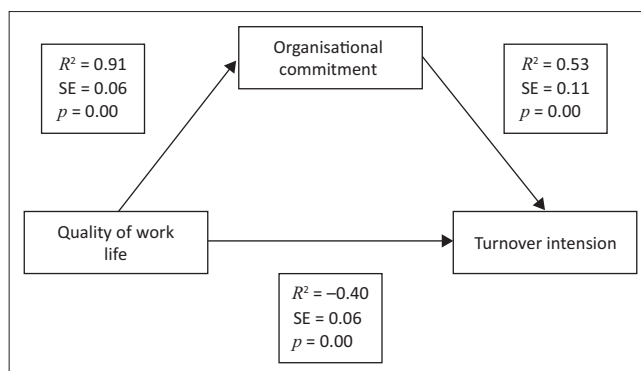 R² = 0.91
SE = 0.06
p = 0.00
Organisational
commitment
R² = 0.53
SE = 0.11
p = 0.00
Quality of work
life
Turnover intension
R² = –0.40
SE = 0.06
p = 0.00